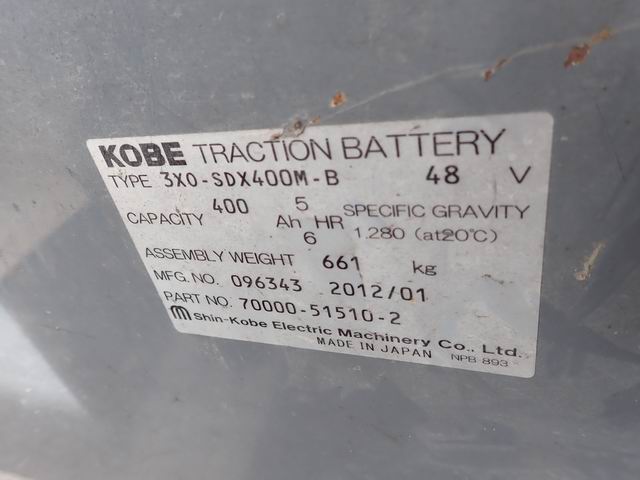 KOBE TRACTION BATTERY
TYPE 3X0-SDX400M-B 48 V
CAPACITY 400 Ah 5 HR SPECIFIC GRAVITY
6 1.280 (at20℃)
ASSEMBLY WEIGHT 661 kg
MFG.NO. 096343 2012/01
PART NO. 70000-51510-2
Shin-Kobe Electric Machinery Co., Ltd.
MADE IN JAPAN NPB-893